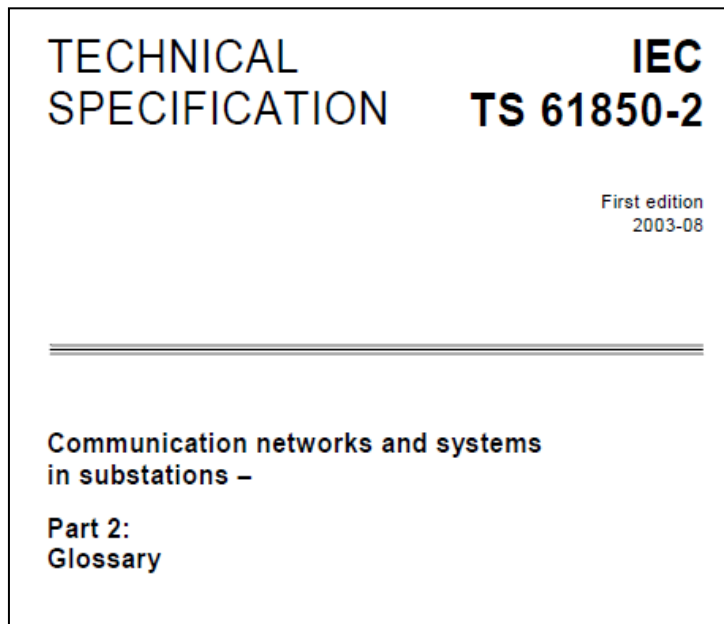 TECHNICAL
SPECIFICATION
IEC
TS 61850-2
First edition
2003-08
Communication networks and systems
in substations –
Part 2:
Glossary